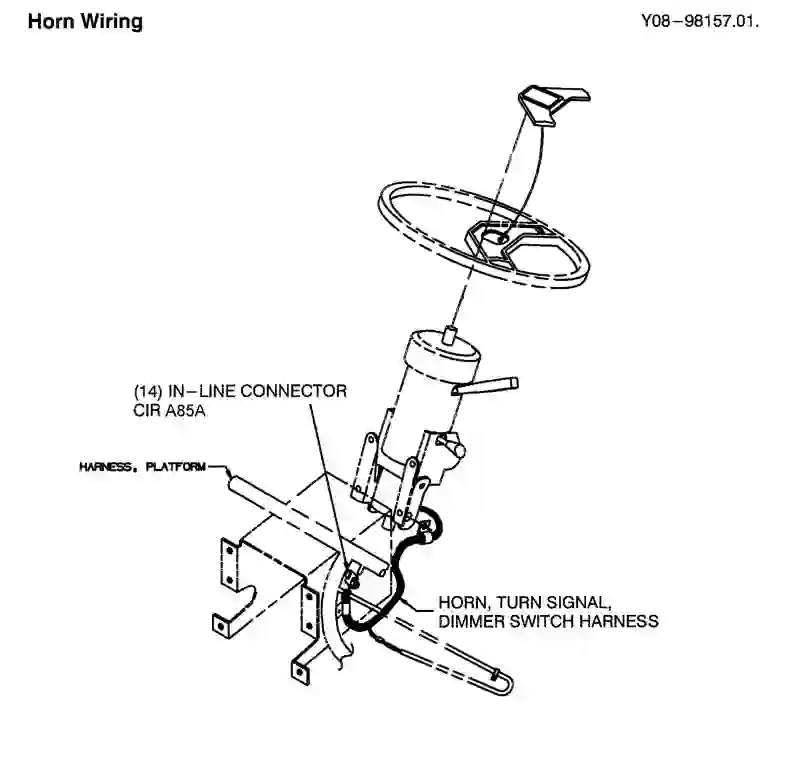 Horn Wiring
Y08-98157.01.
(14) IN-LINE CONNECTOR
CIR A85A
HARNESS, PLATFORM
HORN, TURN SIGNAL,
DIMMER SWITCH HARNESS